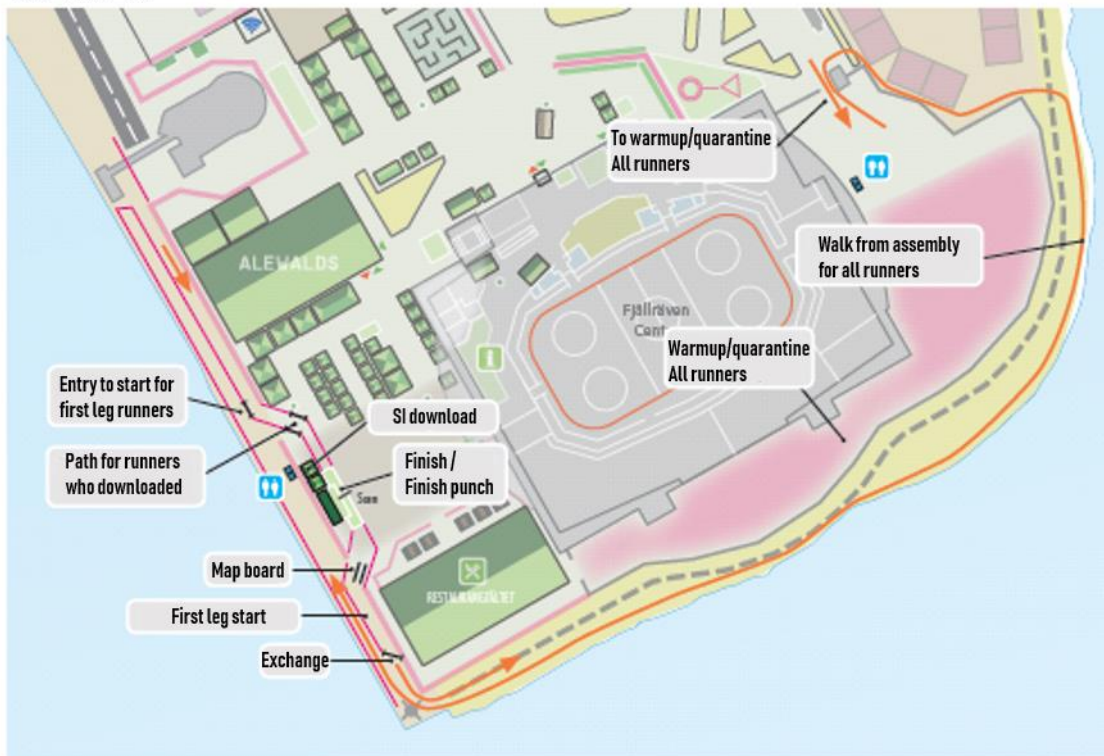 To warmup/quarantine
All runners
ALEWALDS
Walk from assembly
for all runners
Fjällräven
Warmup/quarantine
All runners
Entry to start for
first leg runners
SI download
Path for runners
who downloaded
Finish /
Finish punch
Scen
Map board
RESTAURANGTÄLTET
First leg start
Exchange